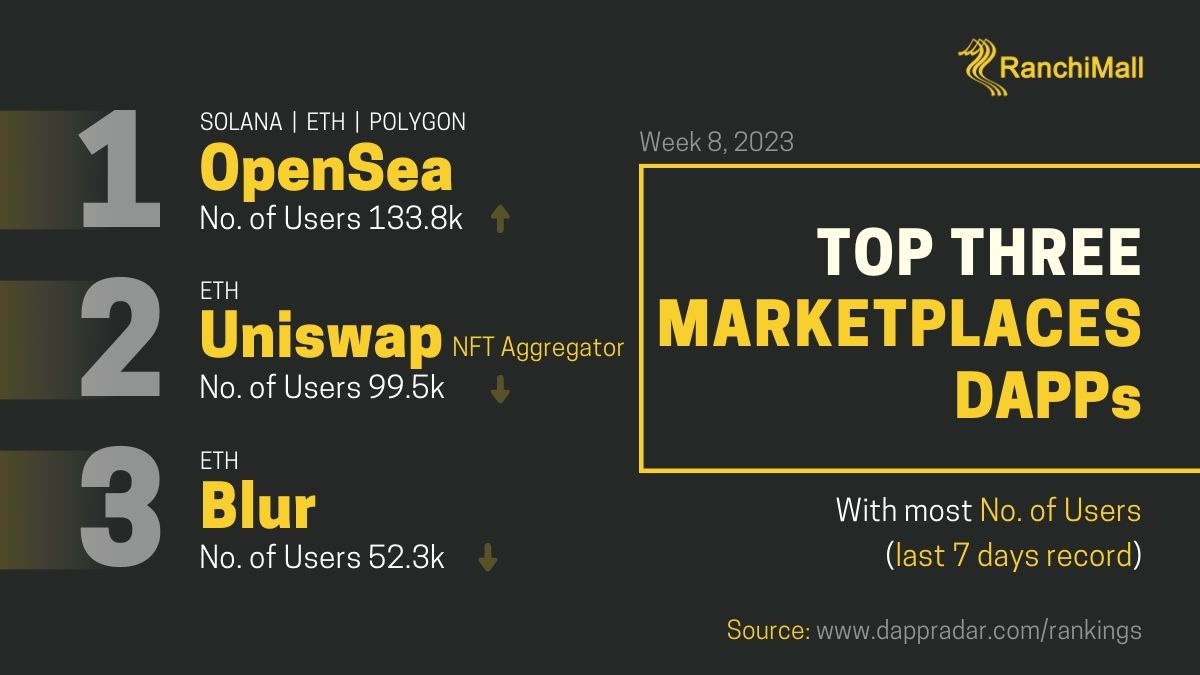 RanchiMall
1
SOLANA | ETH | POLYGON
OpenSea
No. of Users 133.8k
2
ETH
Uniswap NFT Aggregator
No. of Users 99.5k
3
ETH
Blur
No. of Users 52.3k
Week 8, 2023
TOP THREE
MARKETPLACES
DAPPs
With most No. of Users
(last 7 days record)
Source: www.dappradar.com/rankings